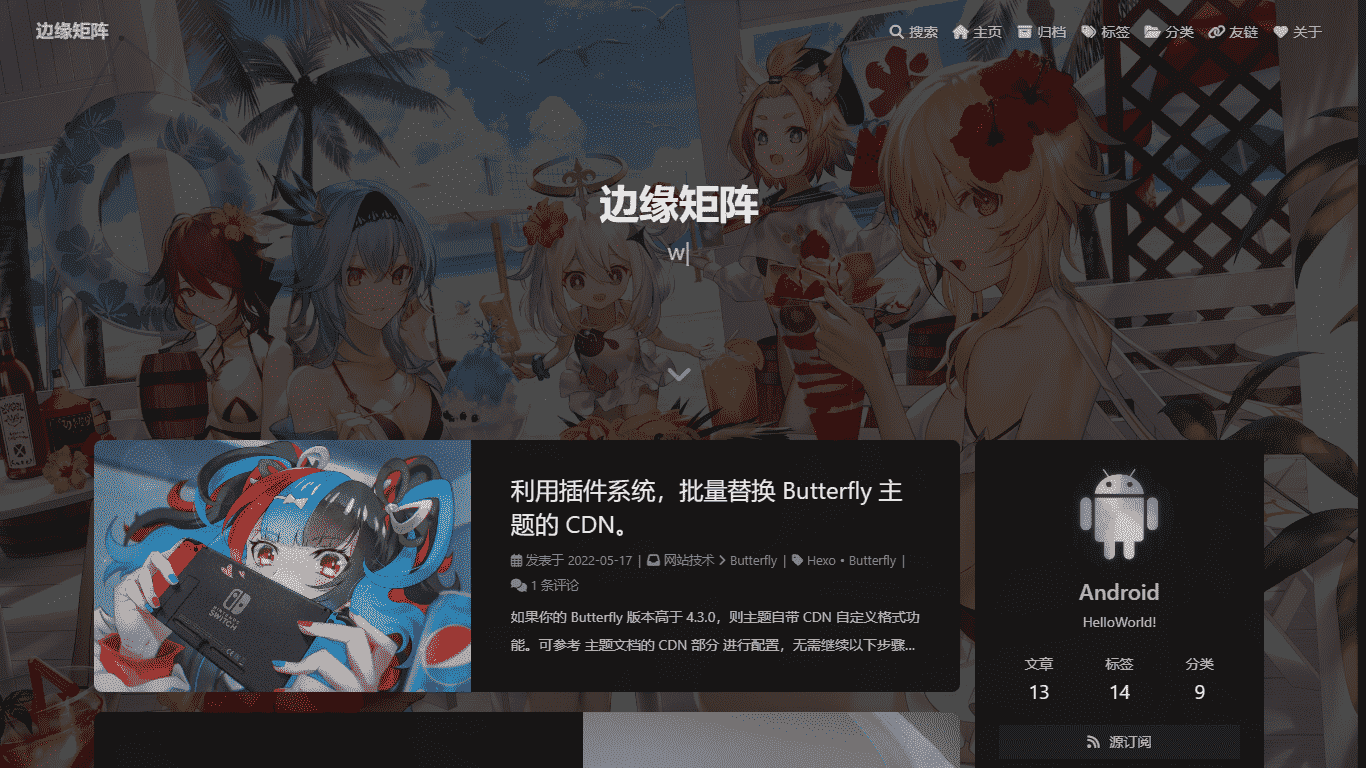 边缘矩阵
搜索 主页 归档 标签 分类 友链 关于
边缘矩阵
w|
利用插件系统，批量替换 Butterfly 主
题的 CDN。
发表于 2022-05-17 | 网站技术 > Butterfly | Hexo • Butterfly |
1 条评论
如果你的 Butterfly 版本高于 4.3.0，则主题自带 CDN 自定义格式功
能。可参考 主题文档的 CDN 部分 进行配置，无需继续以下步骤...
NINTENDO
SWITCH
Android
HelloWorld!
文章 标签 分类
13 14 9
源订阅